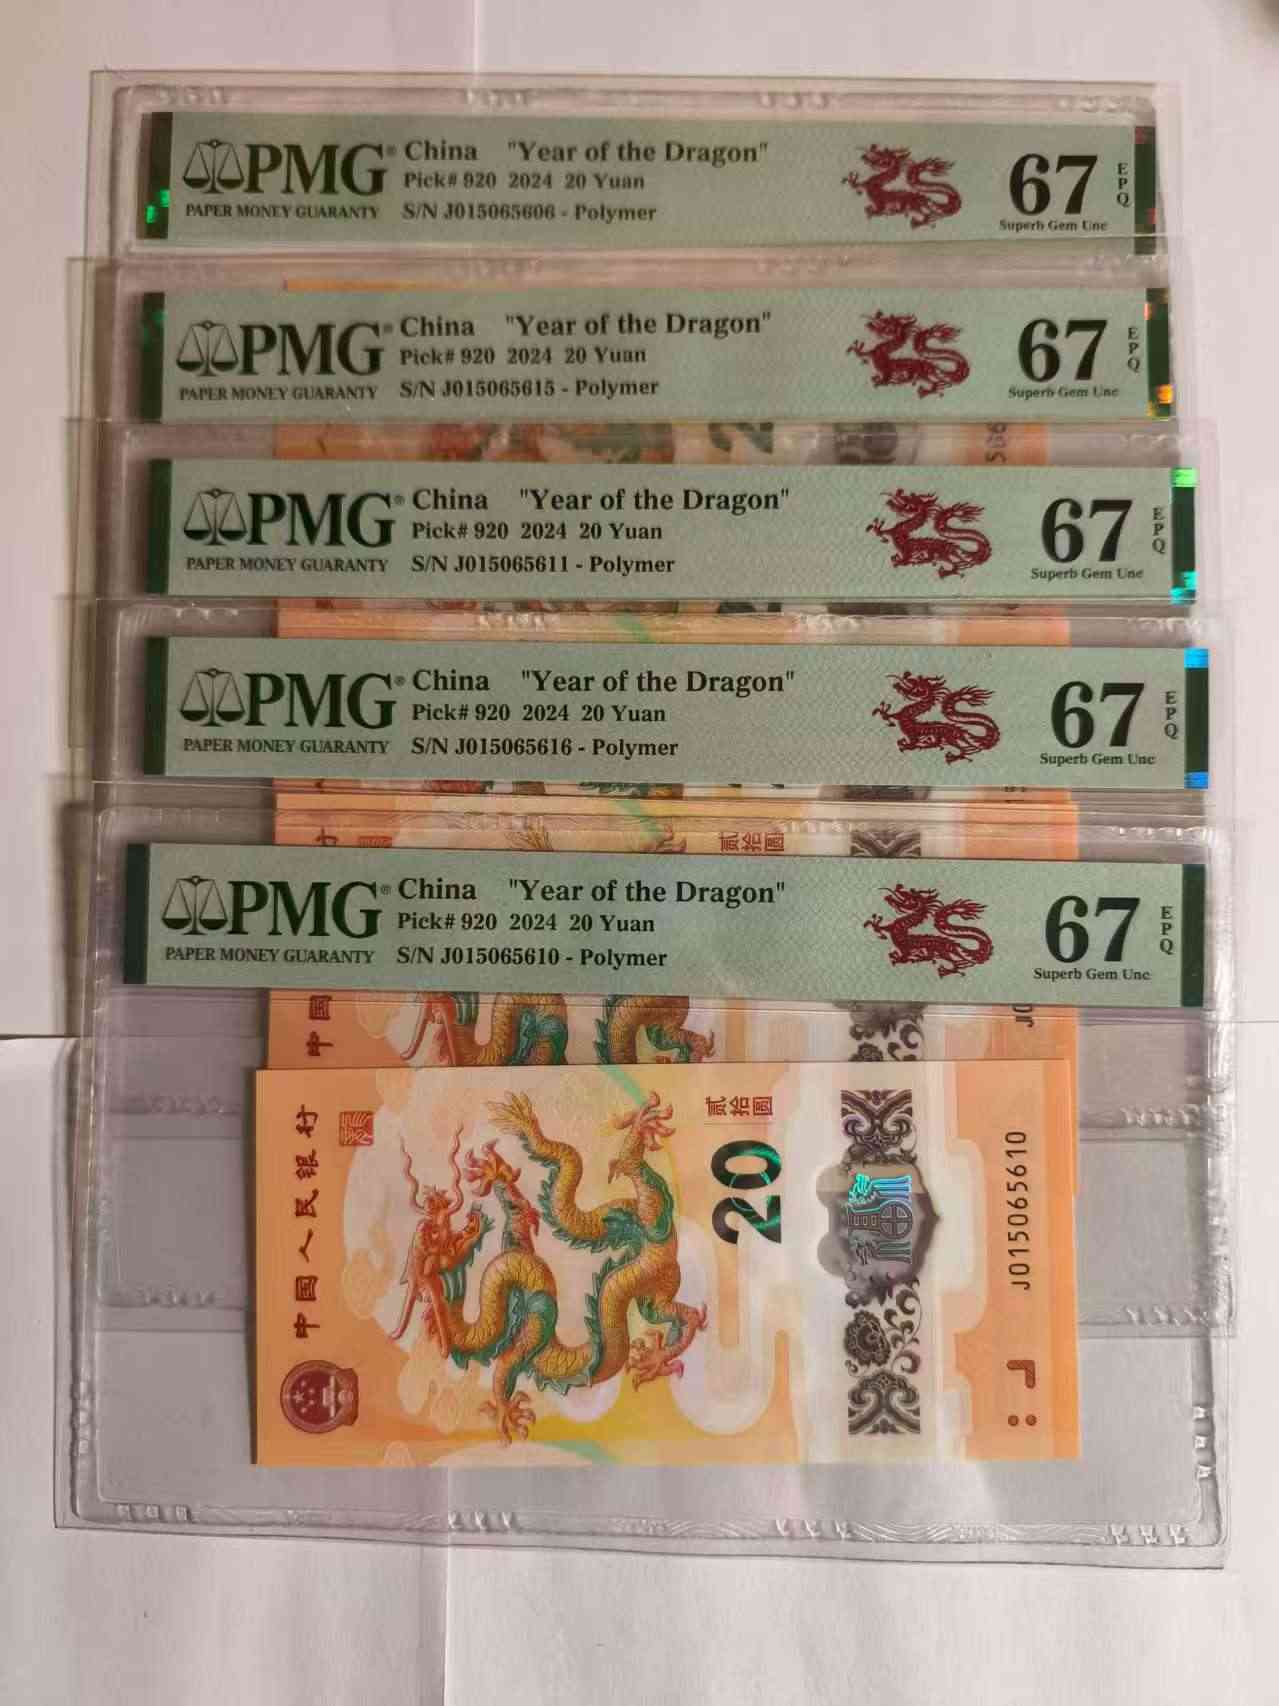 PMG® China "Year of the Dragon"
Pick# 920 2024 20 Yuan
PAPER MONEY GUARANTY S/N J015065606 - Polymer
67 EPQ
Superb Gem Unc
PMG® China "Year of the Dragon"
Pick# 920 2024 20 Yuan
PAPER MONEY GUARANTY S/N J015065615 - Polymer
67 EPQ
Superb Gem Unc
PMG® China "Year of the Dragon"
Pick# 920 2024 20 Yuan
PAPER MONEY GUARANTY S/N J015065611 - Polymer
67 EPQ
Superb Gem Unc
PMG® China "Year of the Dragon"
Pick# 920 2024 20 Yuan
PAPER MONEY GUARANTY S/N J015065616 - Polymer
67 EPQ
Superb Gem Unc
贰拾圆
PMG® China "Year of the Dragon"
Pick# 920 2024 20 Yuan
PAPER MONEY GUARANTY S/N J015065610 - Polymer
67 EPQ
Superb Gem Unc
中国
J0
中国人民银行
贰拾圆
20
J015065610